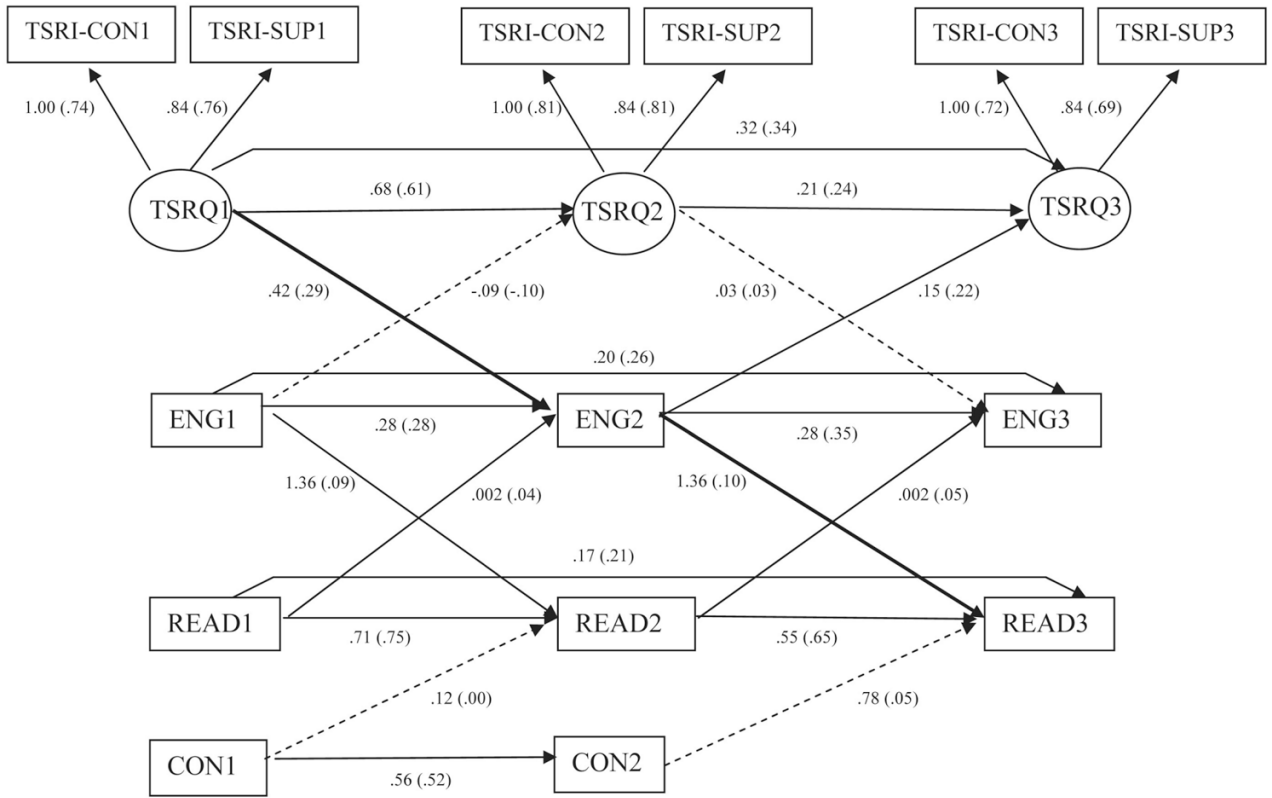 TSRI-CON1
TSRI-SUP1
TSRI-CON2
TSRI-SUP2
TSRI-CON3
TSRI-SUP3
1.00 (.74)
.84 (.76)
1.00 (.81)
.84 (.81)
1.00 (.72)
.84 (.69)
.32 (.34)
TSRQ1
.68 (.61)
TSRQ2
.21 (.24)
TSRQ3
.42 (.29)
-.09 (-.10)
.03 (.03)
.15 (.22)
.20 (.26)
ENG1
.28 (.28)
ENG2
.28 (.35)
ENG3
1.36 (.09)
.002 (.04)
1.36 (.10)
.002 (.05)
.17 (.21)
READ1
.71 (.75)
READ2
.55 (.65)
READ3
.12 (.00)
.78 (.05)
CON1
.56 (.52)
CON2